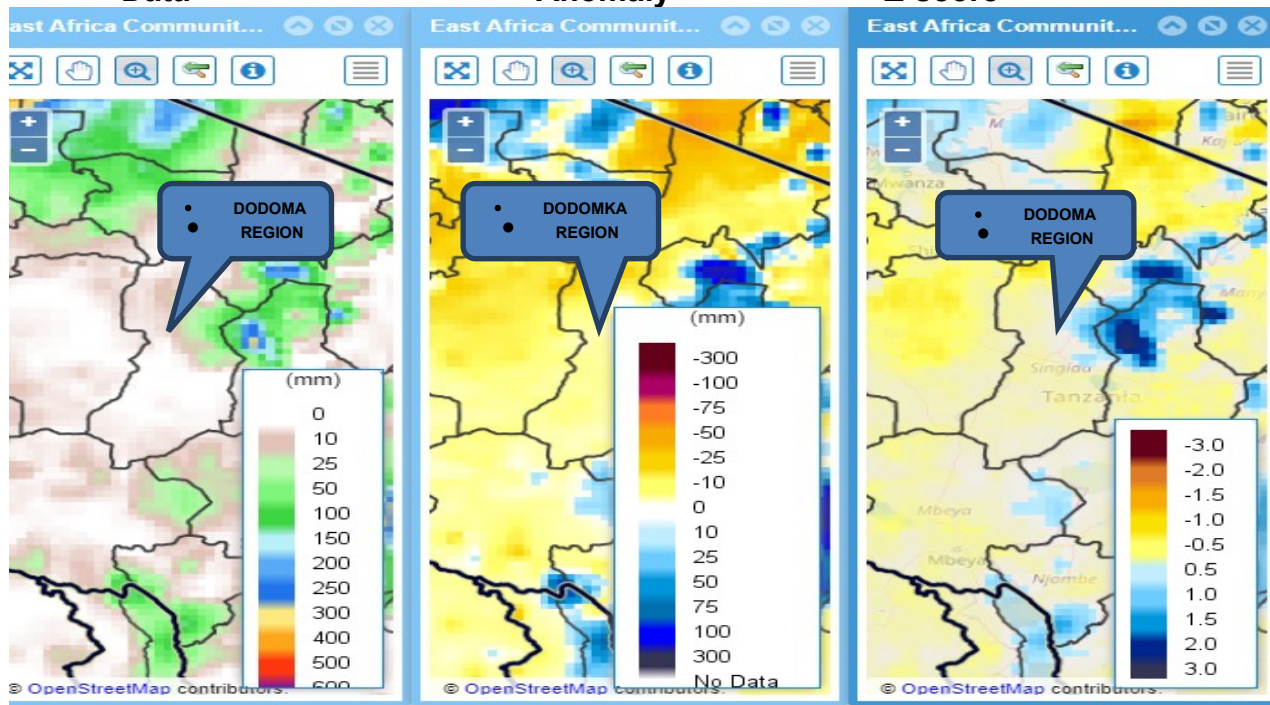 Data
Anomaly
Z-score
East Africa Communit...
+
−
• DODOMA
• REGION
(mm)
0
10
25
50
100
150
200
250
300
400
500
600
© OpenStreetMap contributors.
East Africa Communit...
+
−
• DODOMKA
• REGION
(mm)
-300
-100
-75
-50
-25
-10
0
10
25
50
75
100
300
No Data
© OpenStreetMap contributors.
East Africa Communit...
+
−
M
Mwanza
• DODOMA
• REGION
Singida
Tanzania
Mbeya
Mbeya
Njombe
-3.0
-2.0
-1.5
-1.0
-0.5
0.5
1.0
1.5
2.0
3.0
© OpenStreetMap contributors.